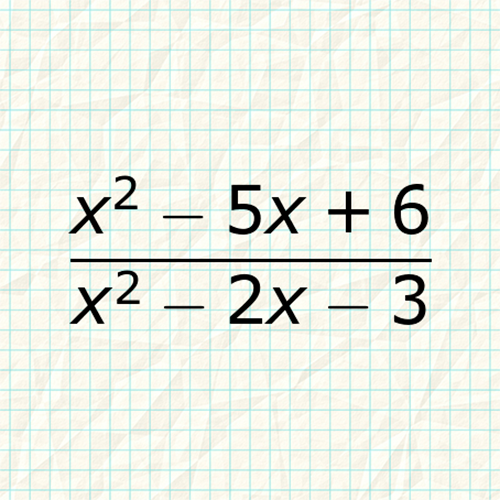 x² − 5x + 6
x² − 2x − 3